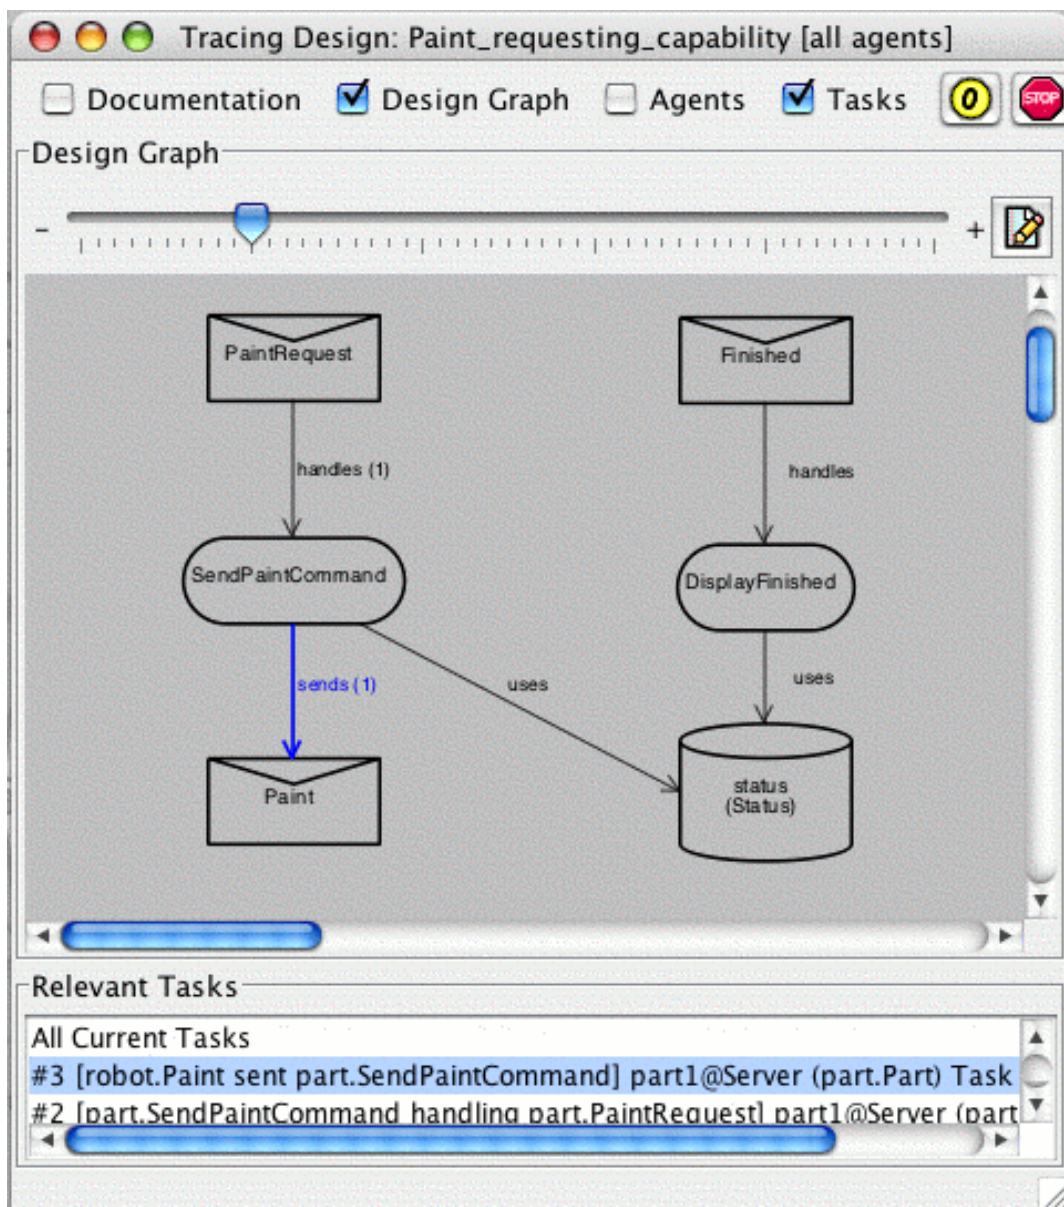 Tracing Design: Paint_requesting_capability [all agents]
Documentation Design Graph Agents Tasks 0 STOP
Design Graph
- +
PaintRequest Finished
handles (1) handles
SendPaintCommand DisplayFinished
sends (1) uses uses
Paint status
(Status)
Relevant Tasks
All Current Tasks
#3 [robot.Paint sent part.SendPaintCommand] part1@Server (part.Part) Task
#2 [part.SendPaintCommand handling part.PaintRequest] part1@Server (part